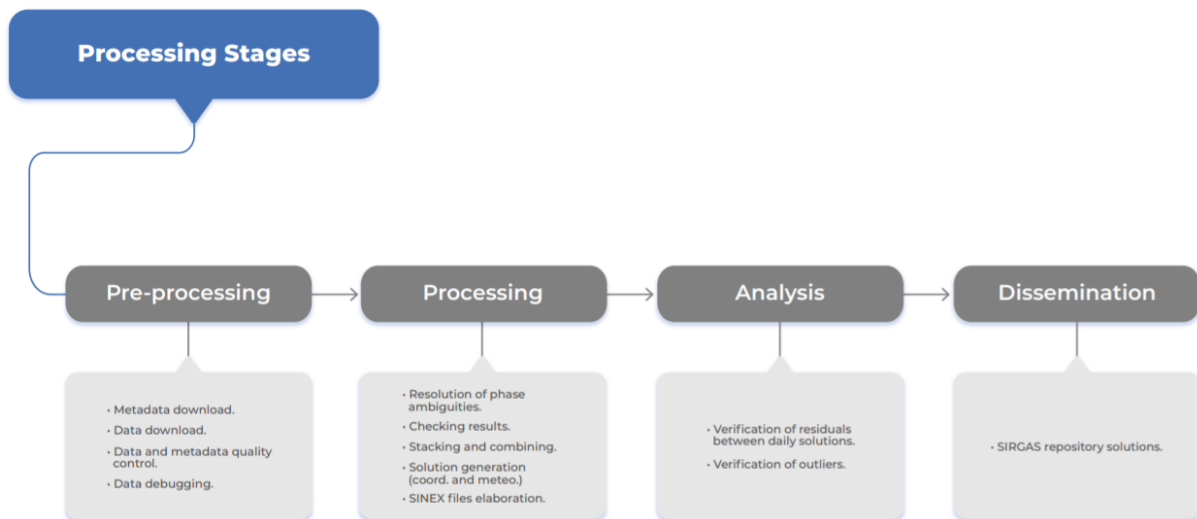 Processing Stages
Pre-processing
Processing
Analysis
Dissemination
• Metadata download.
• Data download.
• Data and metadata quality
control.
• Data debugging.
• Resolution of phase
ambiguities.
• Checking results.
• Stacking and combining.
• Solution generation
(coord. and meteo.)
• SINEX files elaboration.
• Verification of residuals
between daily solutions.
• Verification of outliers.
• SIRGAS repository solutions.